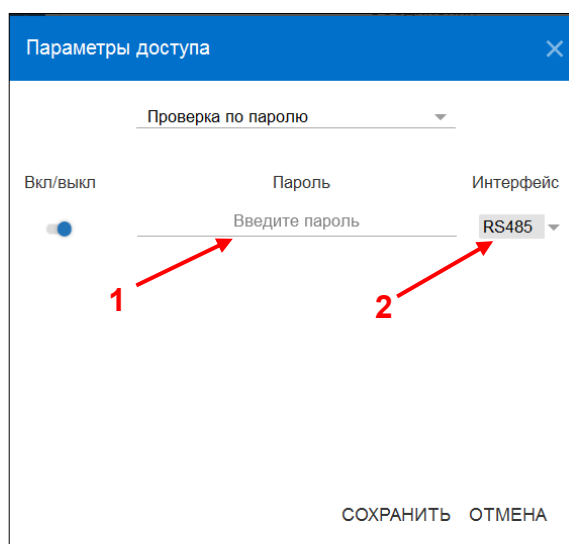 Параметры доступа
Проверка по паролю
Вкл/выкл Пароль Интерфейс
Введите пароль RS485
1 2
СОХРАНИТЬ ОТМЕНА